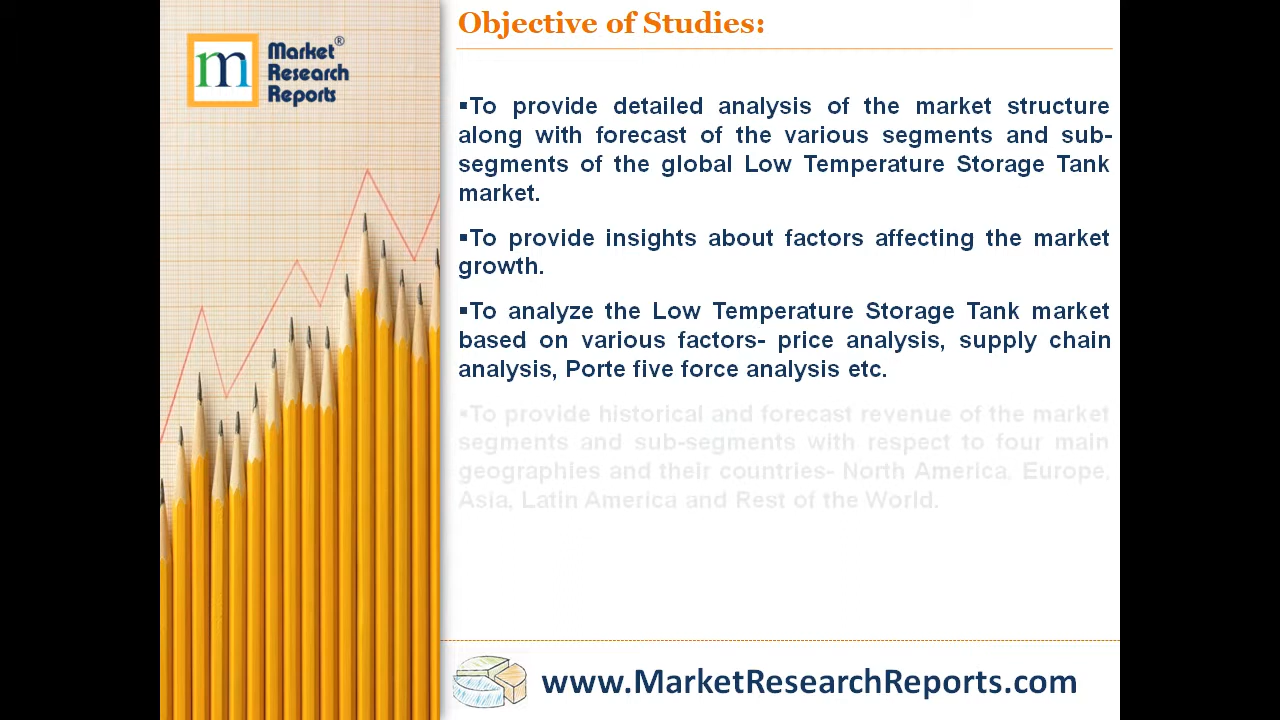 Objective of Studies:
Market®
Research
Reports
▪To provide detailed analysis of the market structure
along with forecast of the various segments and sub-
segments of the global Low Temperature Storage Tank
market.
▪To provide insights about factors affecting the market
growth.
▪To analyze the Low Temperature Storage Tank market
based on various factors- price analysis, supply chain
analysis, Porte five force analysis etc.
▪To provide historical and forecast revenue of the market
segments and sub-segments with respect to four main
geographies and their countries- North America, Europe,
Asia, Latin America and Rest of the World.
www.MarketResearchReports.com